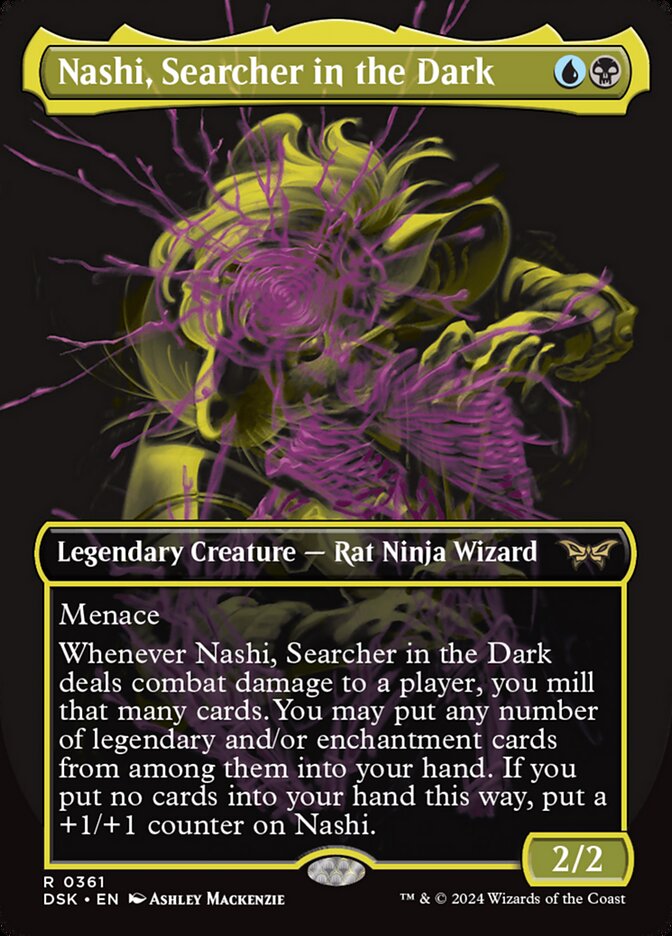 Nashi, Searcher in the Dark
Legendary Creature — Rat Ninja Wizard
Menace
Whenever Nashi, Searcher in the Dark
deals combat damage to a player, you mill
that many cards. You may put any number
of legendary and/or enchantment cards
from among them into your hand. If you
put no cards into your hand this way, put a
+1/+1 counter on Nashi.
2/2
R 0361
DSK • EN Ashley Mackenzie
™ & © 2024 Wizards of the Coast